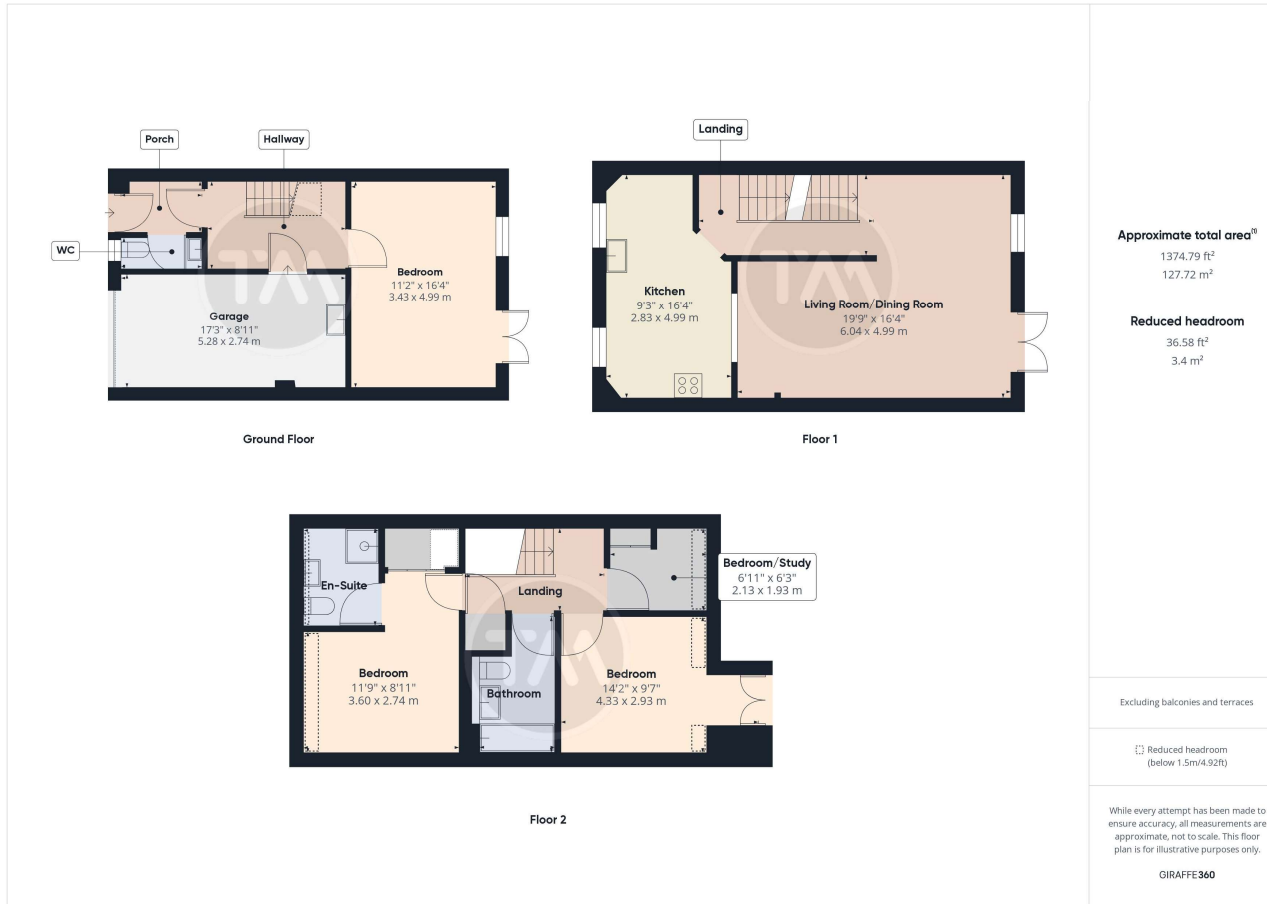 Porch
Hallway
WC
Bedroom
11'2" x 16'4"
3.43 x 4.99 m
Garage
17'3" x 8'11"
5.28 x 2.74 m
TM
Ground Floor
Landing
Kitchen
9'3" x 16'4"
2.83 x 4.99 m
Living Room/Dining Room
19'9" x 16'4"
6.04 x 4.99 m
TM
Floor 1
En-Suite
Landing
Bedroom/Study
6'11" x 6'3"
2.13 x 1.93 m
Bedroom
11'9" x 8'11"
3.60 x 2.74 m
Bathroom
Bedroom
14'2" x 9'7"
4.33 x 2.93 m
TM
Floor 2
Approximate total area(1)
1374.79 ft²
127.72 m²
Reduced headroom
36.58 ft²
3.4 m²
Excluding balconies and terraces
Reduced headroom
(below 1.5m/4.92ft)
While every attempt has been made to
ensure accuracy, all measurements are
approximate, not to scale. This floor
plan is for illustrative purposes only.
GIRAFFE360